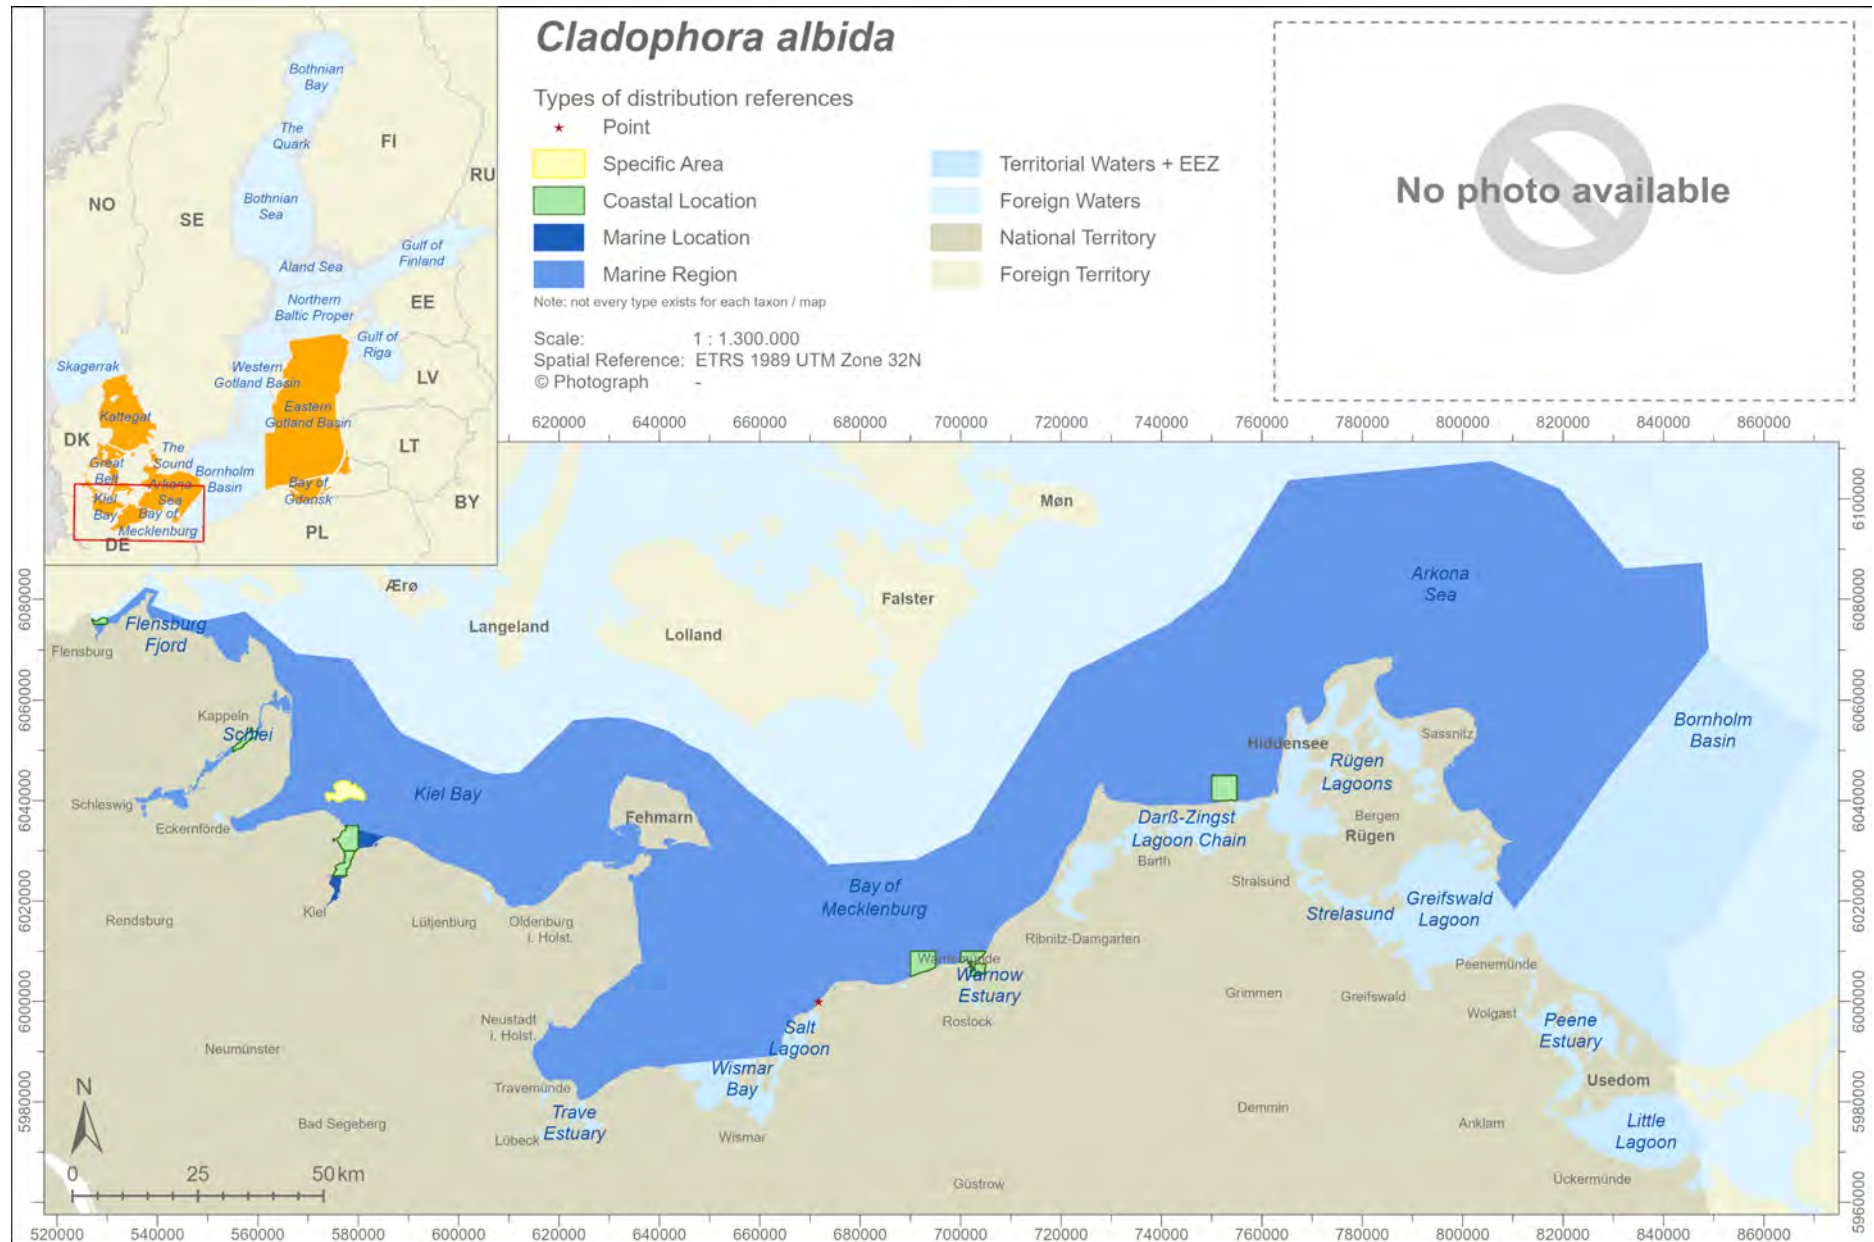 Cladophora albida
Types of distribution references
Point
Specific Area
Coastal Location
Marine Location
Marine Region
Territorial Waters + EEZ
Foreign Waters
National Territory
Foreign Territory
Note: not every type exists for each taxon / map
Scale: 1 : 1.300.000
Spatial Reference: ETRS 1989 UTM Zone 32N
© Photograph -
No photo available
Bothnian
Bay
The
Quark
FI
RU
NO
SE
Bothnian
Sea
Gulf of
Finland
Åland Sea
Northern
Baltic Proper
EE
Gulf of
Riga
Skagerrak
Western
Gotland Basin
LV
Kattegat
Eastern
Gotland Basin
DK
The
Sound
LT
Great
Belt
Bornholm
Basin
Arkona
Sea
Kiel
Bay
Bay of
Gdansk
BY
Bay of
Mecklenburg
PL
DE
620000 640000 660000 680000 700000 720000 740000 760000 780000 800000 820000 840000 860000
Møn
Ærø
Langeland
Lolland
Falster
Arkona
Sea
Flensburg
Fjord
Flensburg
Kappeln
Schlei
Schleswig
Eckernförde
Kiel Bay
Fehmarn
Hiddensee
Sassnitz
Bornholm
Basin
Rügen
Lagoons
Bergen
Rügen
Darß-Zingst
Lagoon Chain
Barth
Stralsund
Strelasund
Greifswald
Lagoon
Bay of
Mecklenburg
Kiel
Rendsburg
Lütjenburg
Oldenburg
i. Holst.
Ribnitz-Damgarten
Warnemünde
Warnow
Estuary
Rostock
Peenemünde
Grimmen
Greifswald
Wolgast
Peene
Estuary
Usedom
Neustadt
i. Holst.
Salt
Lagoon
Neumünster
Wismar
Bay
Travemünde
Trave
Estuary
Lübeck
Wismar
Bad Segeberg
Demmin
Anklam
Little
Lagoon
Ückermünde
Güstrow
N
0 25 50 km
6080000
6060000
6040000
6020000
6000000
5980000
6100000
6080000
6060000
6040000
6020000
6000000
5980000
5960000
520000 540000 560000 580000 600000 620000 640000 660000 680000 700000 720000 740000 760000 780000 800000 820000 840000 860000